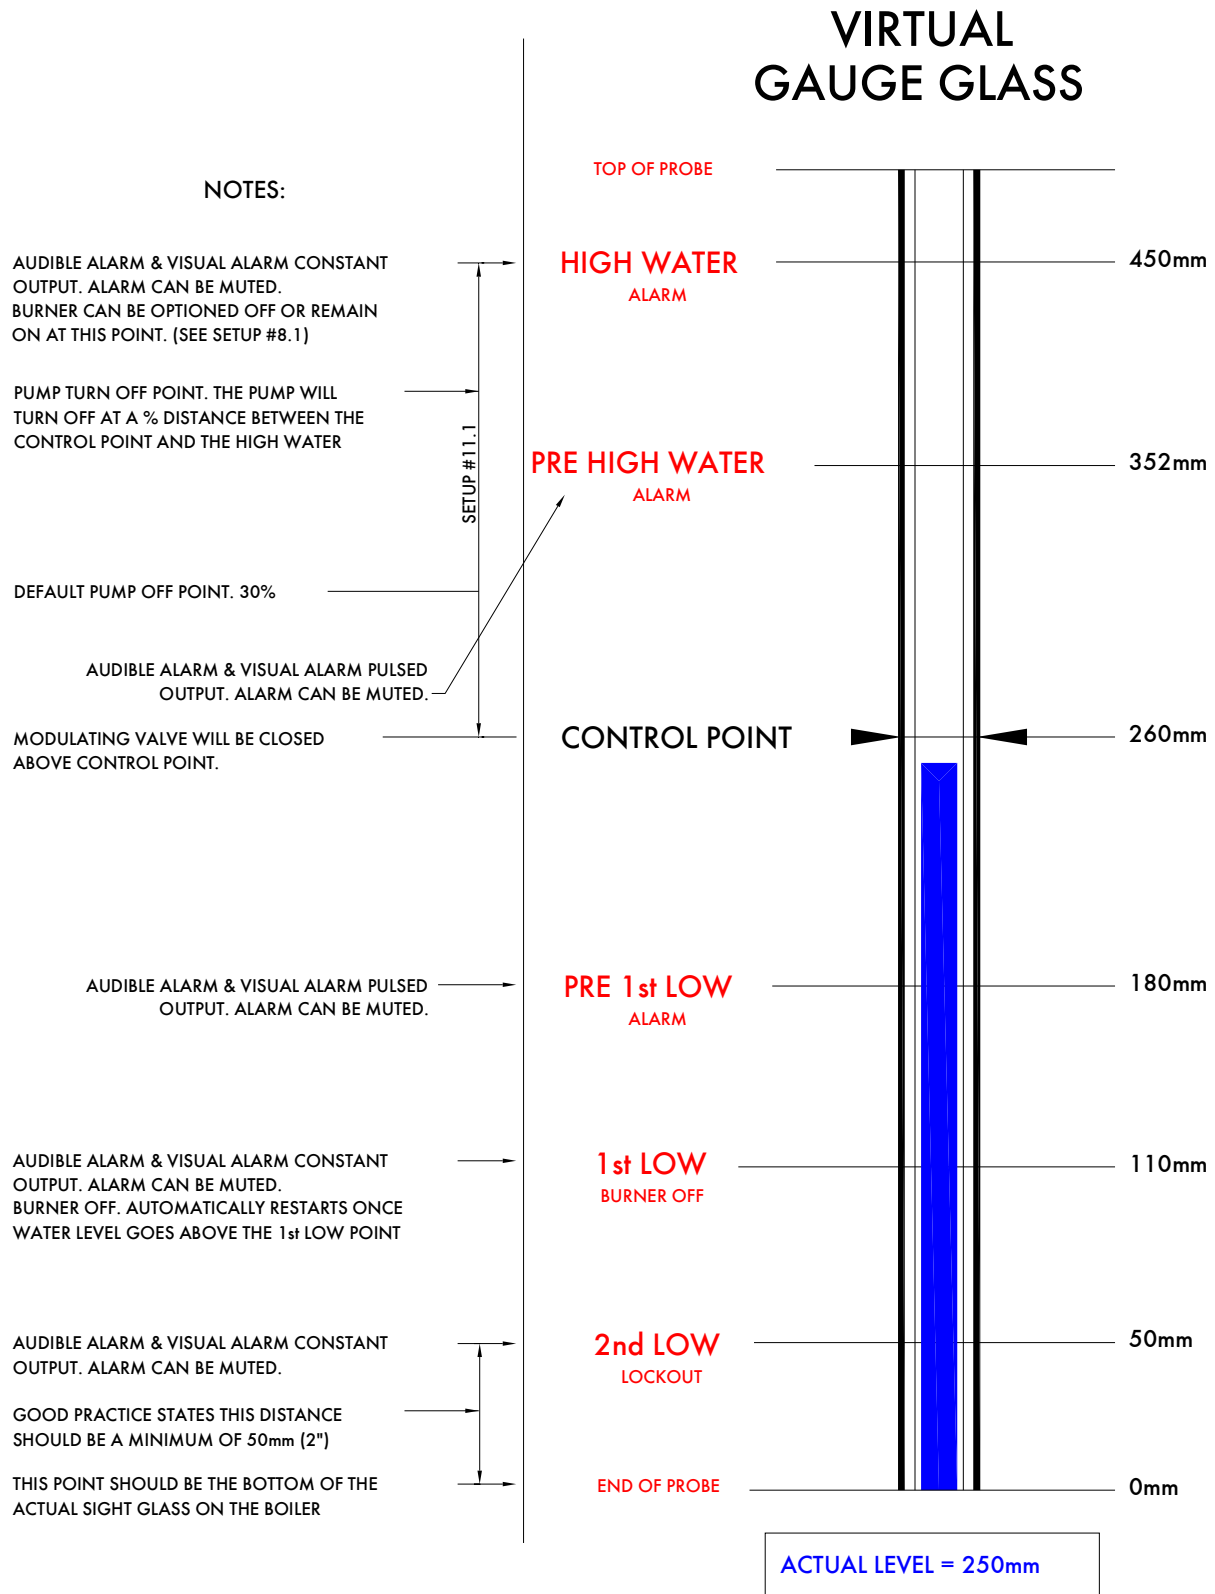 VIRTUAL
GAUGE GLASS
NOTES:
AUDIBLE ALARM & VISUAL ALARM CONSTANT
OUTPUT. ALARM CAN BE MUTED.
BURNER CAN BE OPTIONED OFF OR REMAIN
ON AT THIS POINT. (SEE SETUP #8.1)
PUMP TURN OFF POINT. THE PUMP WILL
TURN OFF AT A % DISTANCE BETWEEN THE
CONTROL POINT AND THE HIGH WATER
SETUP #11.1
DEFAULT PUMP OFF POINT. 30%
AUDIBLE ALARM & VISUAL ALARM PULSED
OUTPUT. ALARM CAN BE MUTED.
MODULATING VALVE WILL BE CLOSED
ABOVE CONTROL POINT.
AUDIBLE ALARM & VISUAL ALARM PULSED
OUTPUT. ALARM CAN BE MUTED.
AUDIBLE ALARM & VISUAL ALARM CONSTANT
OUTPUT. ALARM CAN BE MUTED.
BURNER OFF. AUTOMATICALLY RESTARTS ONCE
WATER LEVEL GOES ABOVE THE 1st LOW POINT
AUDIBLE ALARM & VISUAL ALARM CONSTANT
OUTPUT. ALARM CAN BE MUTED.
GOOD PRACTICE STATES THIS DISTANCE
SHOULD BE A MINIMUM OF 50mm (2")
THIS POINT SHOULD BE THE BOTTOM OF THE
ACTUAL SIGHT GLASS ON THE BOILER
TOP OF PROBE
HIGH WATER
ALARM
450mm
PRE HIGH WATER
ALARM
352mm
CONTROL POINT
260mm
PRE 1st LOW
ALARM
180mm
1st LOW
BURNER OFF
110mm
2nd LOW
LOCKOUT
50mm
END OF PROBE
0mm
ACTUAL LEVEL = 250mm